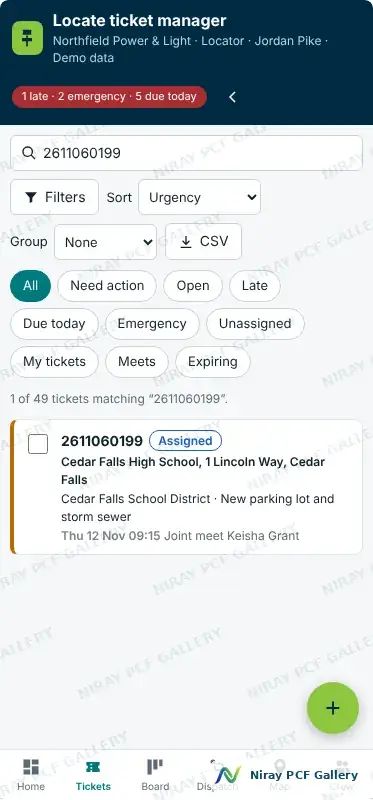 Locate ticket manager
Northfield Power & Light · Locator · Jordan Pike ·
Demo data
1 late · 2 emergency · 5 due today
2611060199
Filters
Sort
Urgency
Group
None
CSV
All
Need action
Open
Late
Due today
Emergency
Unassigned
My tickets
Meets
Expiring
1 of 49 tickets matching “2611060199”.
2611060199
Assigned
Cedar Falls High School, 1 Lincoln Way, Cedar
Falls
Cedar Falls School District · New parking lot and
storm sewer
Thu 12 Nov 09:15 Joint meet Keisha Grant
Home
Tickets
Board
Map
Niray PCF Gallery
NIRAY PCF GALLERY